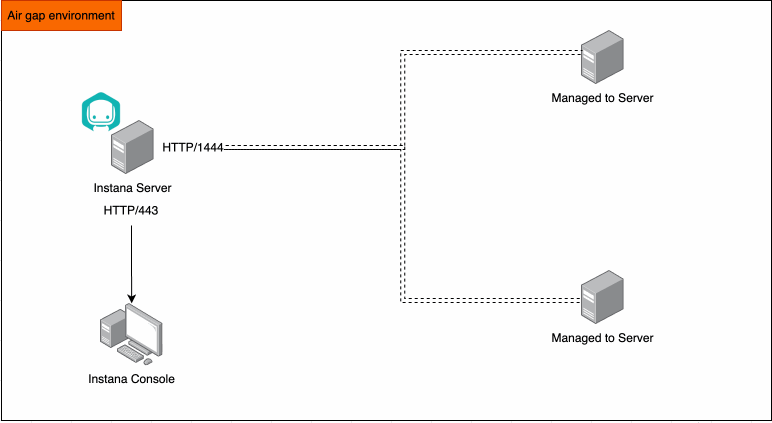 Air gap environment
Managed to Server
HTTP/1444
Instana Server
HTTP/443
Managed to Server
Instana Console